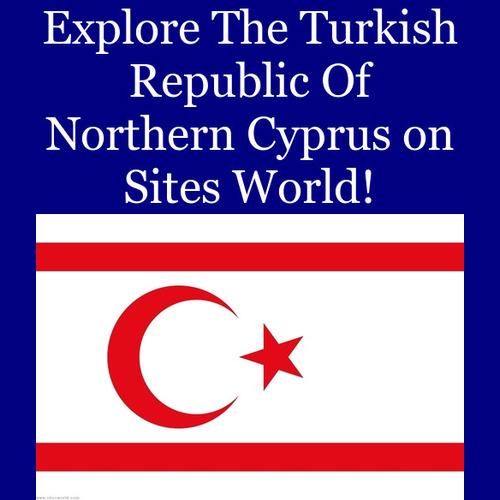 Explore The Turkish
Republic Of
Northern Cyprus on
Sites World!